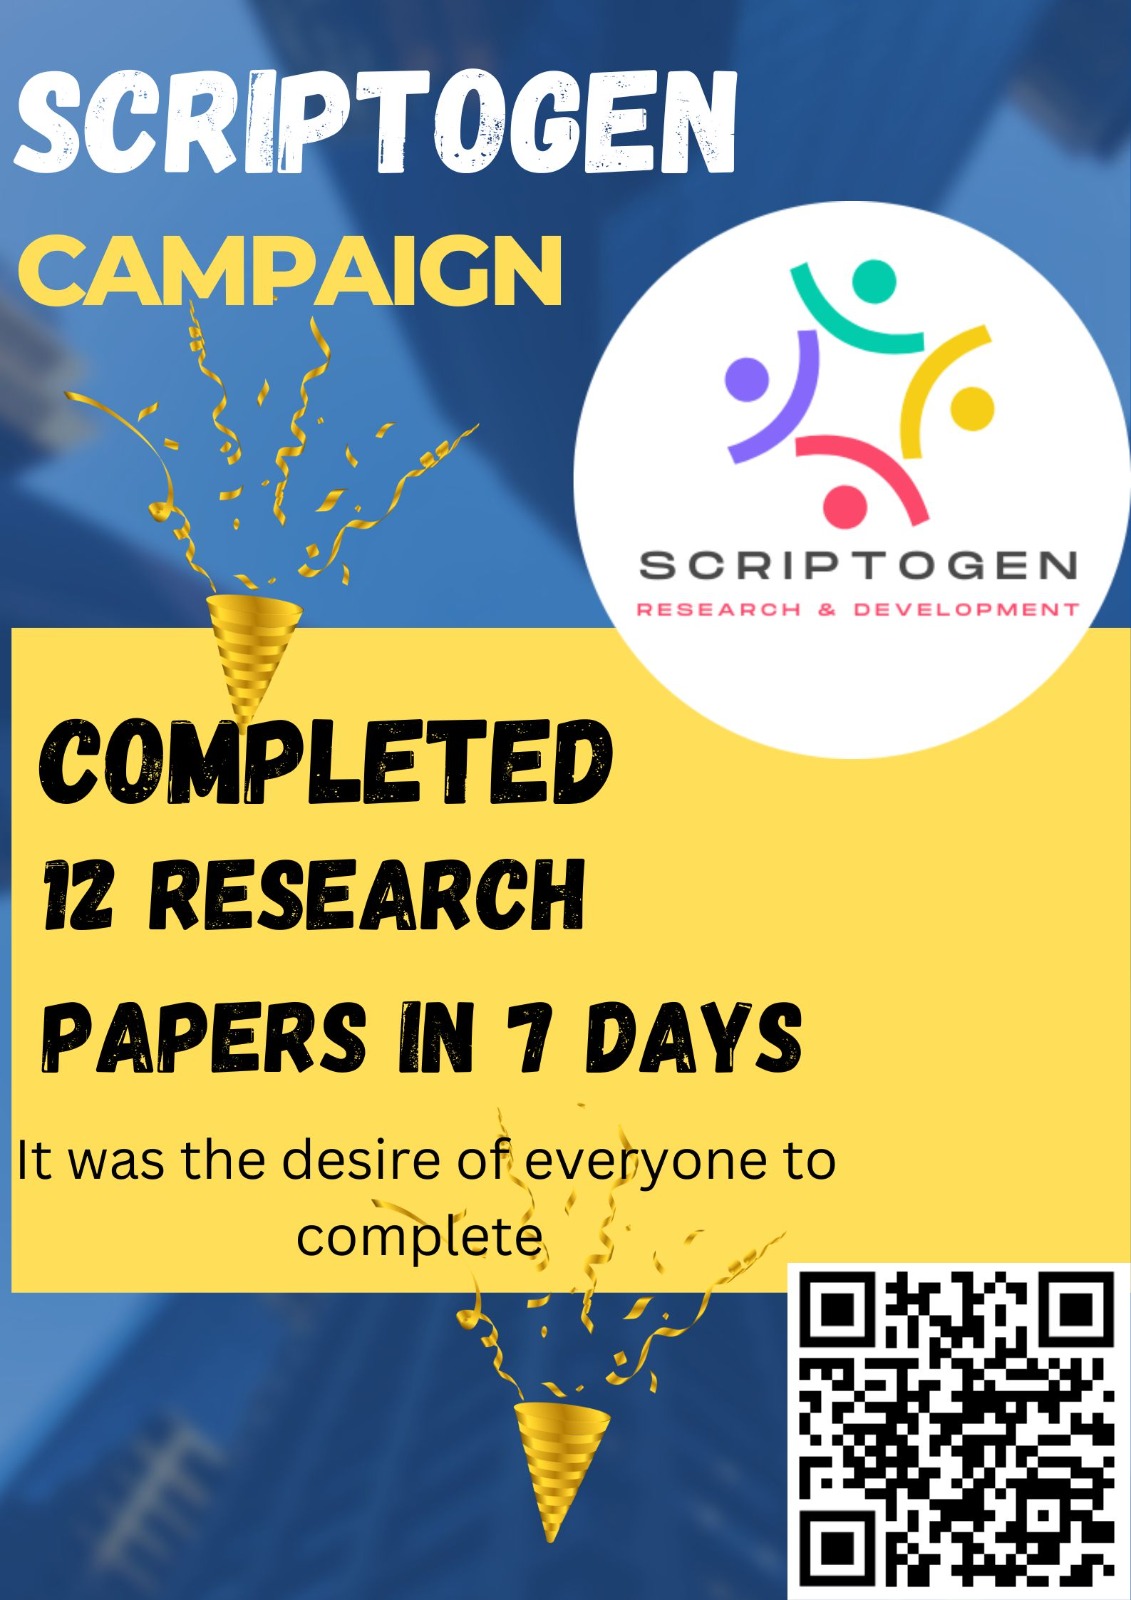 SCRIPTOGEN
CAMPAIGN
SCRIPTOGEN
RESEARCH & DEVELOPMENT
COMPLETED
12 RESEARCH
PAPERS IN 7 DAYS
It was the desire of everyone to
complete